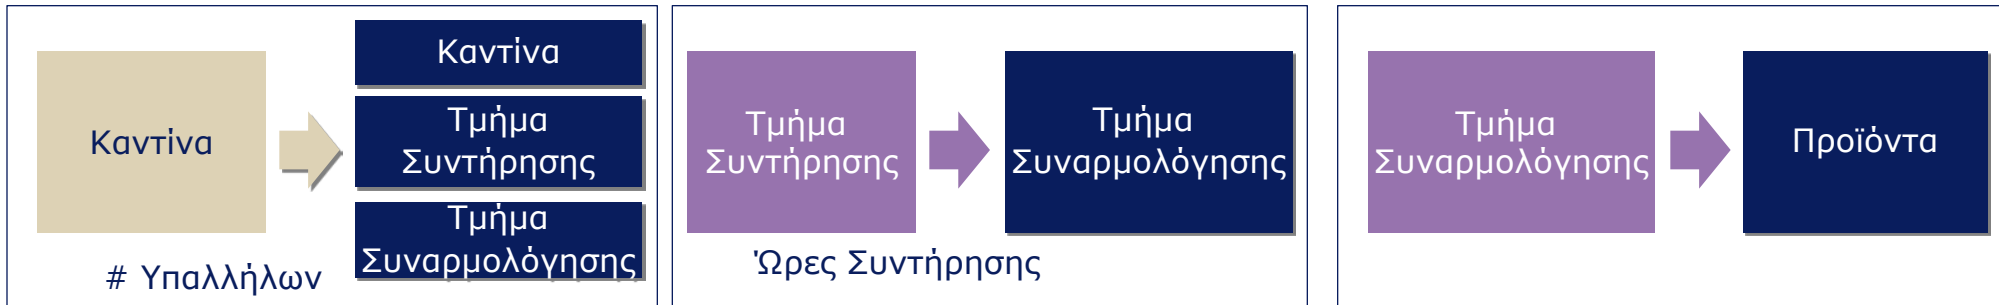 Καντίνα
Καντίνα
Τμήμα
Συντήρησης
Τμήμα
Συναρμολόγησης
# Υπαλλήλων
Τμήμα
Συντήρησης
Τμήμα
Συναρμολόγησης
Ώρες Συντήρησης
Τμήμα
Συναρμολόγησης
Προϊόντα